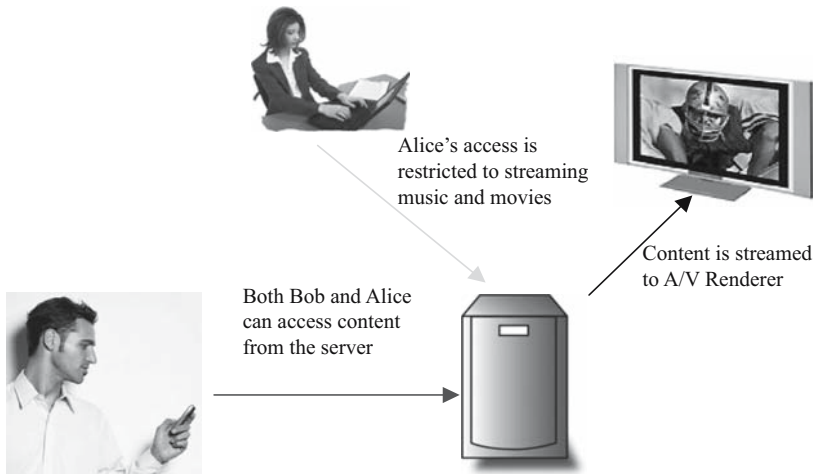 Alice’s access is
restricted to streaming
music and movies
Content is streamed
to A/V Renderer
Both Bob and Alice
can access content
from the server